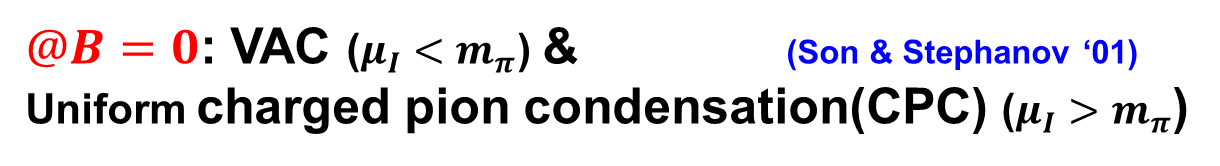 @B = 0: VAC (μ_I < m_π) & (Son & Stephanov ‘01)
Uniform charged pion condensation(CPC) (μ_I > m_π)